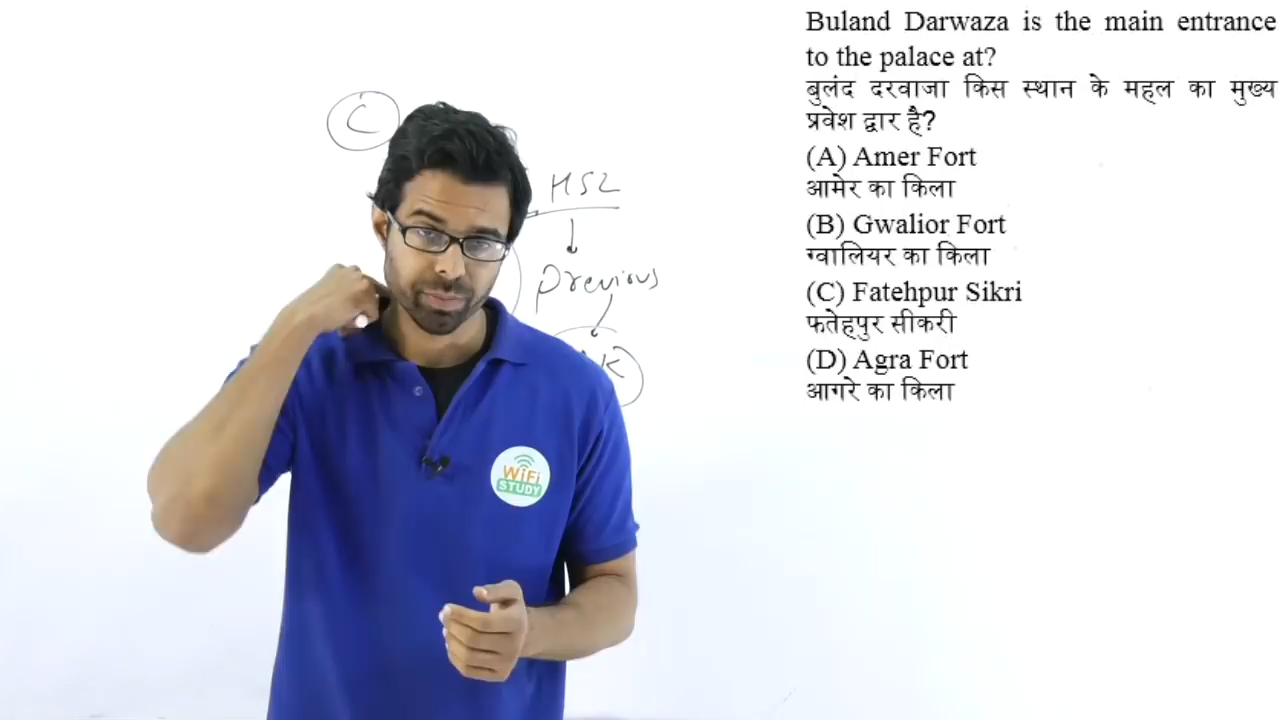 Buland Darwaza is the main entrance
to the palace at?
बुलंद दरवाजा किस स्थान के महल का मुख्य
प्रवेश द्वार है?
(A) Amer Fort
आमेर का किला
(B) Gwalior Fort
ग्वालियर का किला
(C) Fatehpur Sikri
फतेहपुर सीकरी
(D) Agra Fort
आगरे का किला
C
Previous
WiFi
STUDY